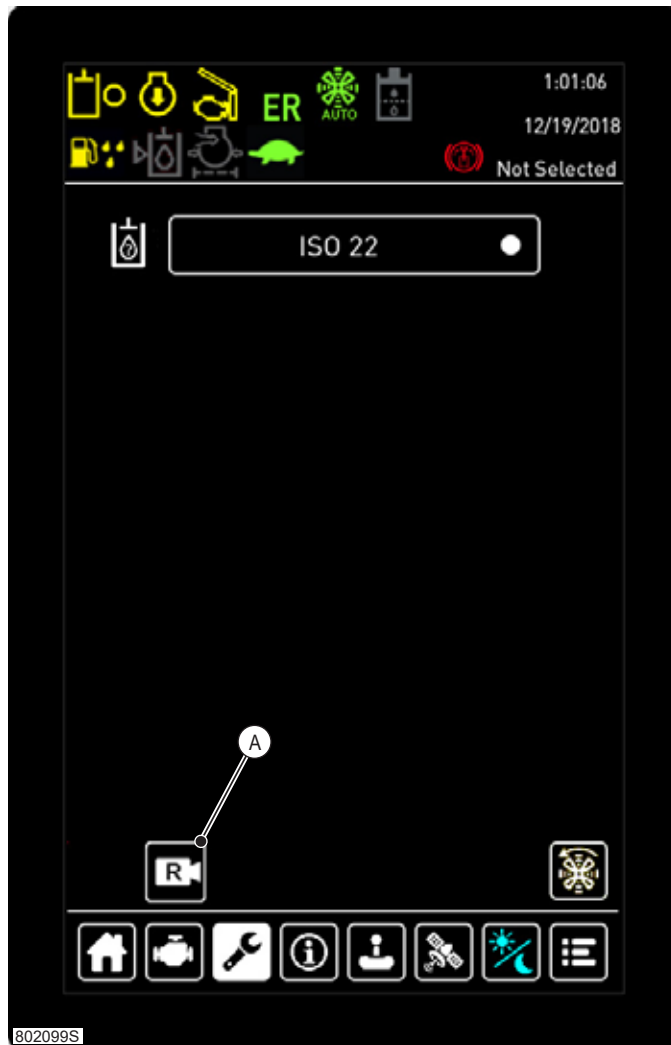 1:01:06
ER
AUTO
12/19/2018
Not Selected
ISO 22
A
R
802099S